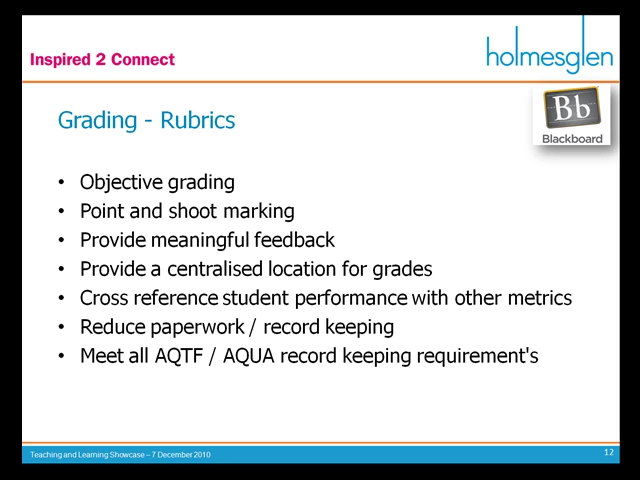 Inspired 2 Connect
holmesglen
Bb
Blackboard
Grading - Rubrics
• Objective grading
• Point and shoot marking
• Provide meaningful feedback
• Provide a centralised location for grades
• Cross reference student performance with other metrics
• Reduce paperwork / record keeping
• Meet all AQTF / AQUA record keeping requirement's
Teaching and Learning Showcase – 7 December 2010
12